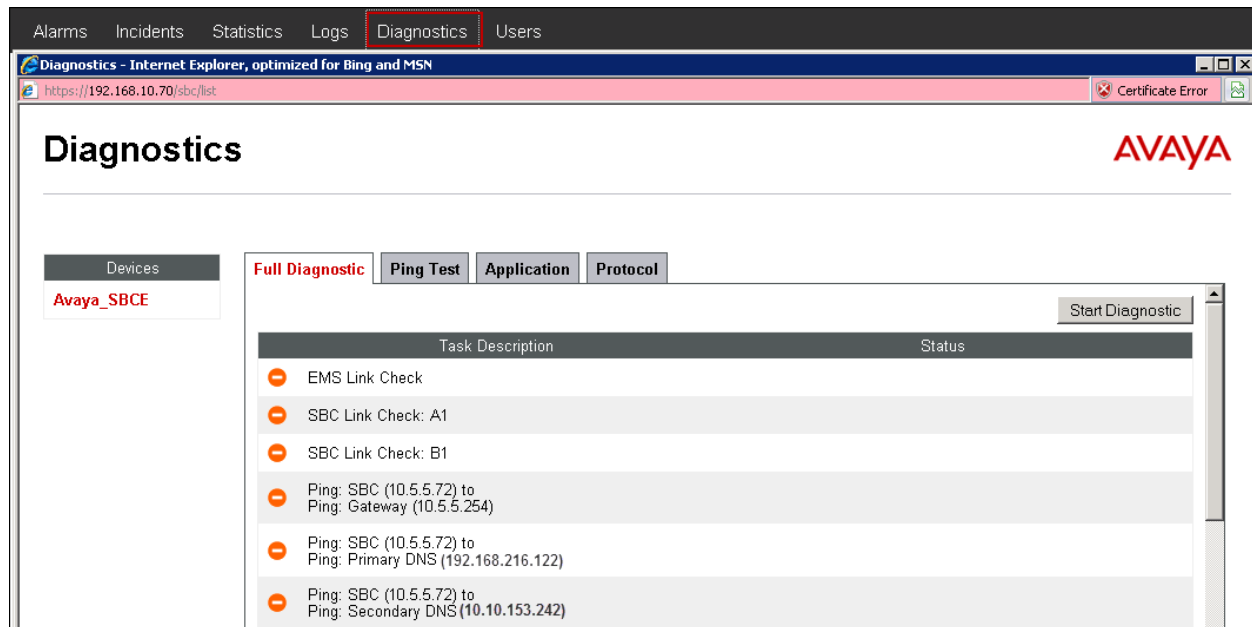 Alarms Incidents Statistics Logs Diagnostics Users
Diagnostics - Internet Explorer, optimized for Bing and MSN
https://192.168.10.70/sbc/list Certificate Error
Diagnostics
AVAYA
Devices
Avaya_SBCE
Full Diagnostic Ping Test Application Protocol
Start Diagnostic
Task Description Status
EMS Link Check
SBC Link Check: A1
SBC Link Check: B1
Ping: SBC (10.5.5.72) to
Ping: Gateway (10.5.5.254)
Ping: SBC (10.5.5.72) to
Ping: Primary DNS (192.168.216.122)
Ping: SBC (10.5.5.72) to
Ping: Secondary DNS (10.10.153.242)